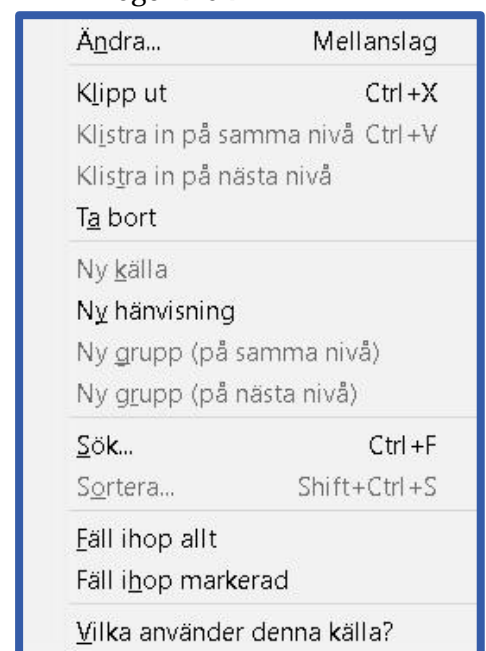 Ändra... Mellanslag
Klipp ut Ctrl+X
Klistra in på samma nivå Ctrl+V
Klistra in på nästa nivå
Ta bort
Ny källa
Ny hänvisning
Ny grupp (på samma nivå)
Ny grupp (på nästa nivå)
Sök... Ctrl+F
Sortera... Shift+Ctrl+S
Fäll ihop allt
Fäll ihop markerad
Vilka använder denna källa?